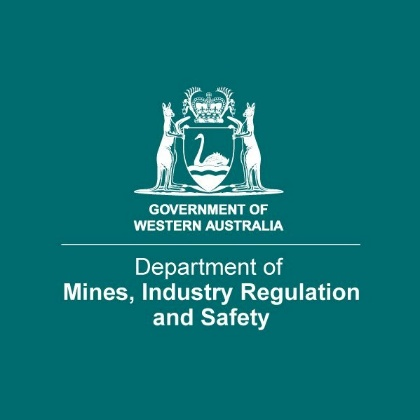 GOVERNMENT OF
WESTERN AUSTRALIA
Department of
Mines, Industry Regulation
and Safety